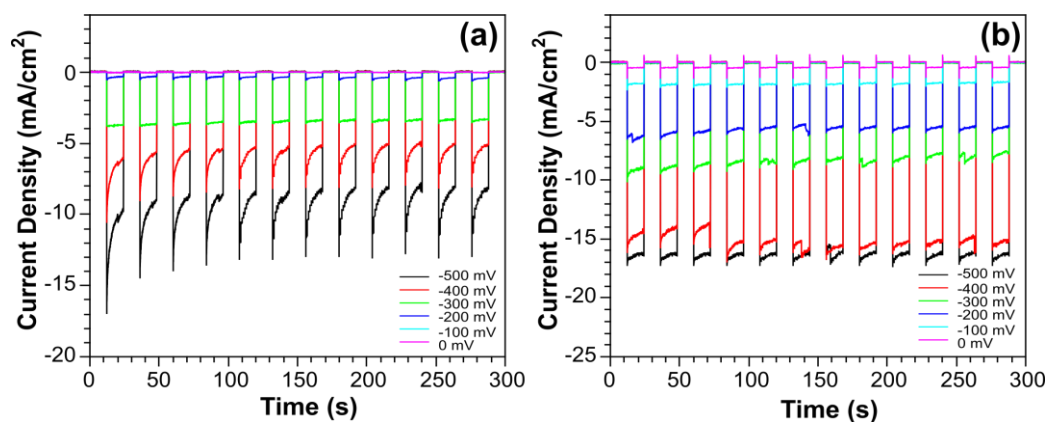 (a)
Current Density (mA/cm²)
0
-5
-10
-15
-20
0 50 100 150 200 250 300
Time (s)
-500 mV
-400 mV
-300 mV
-200 mV
-100 mV
0 mV
(b)
Current Density (mA/cm²)
0
-5
-10
-15
-20
-25
0 50 100 150 200 250 300
Time (s)
-500 mV
-400 mV
-300 mV
-200 mV
-100 mV
0 mV